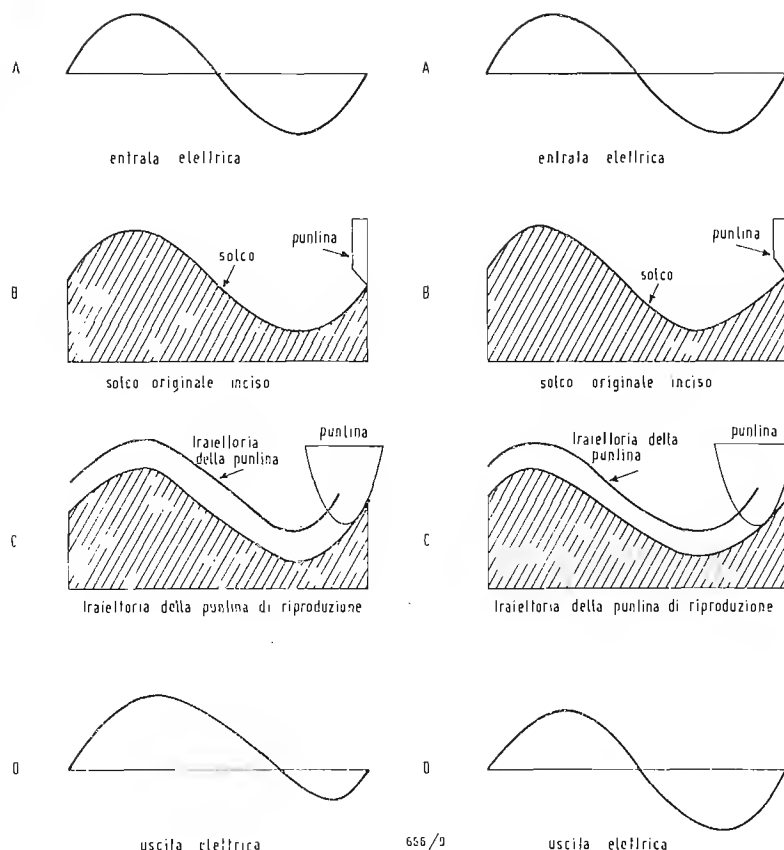 A
entrata elettrica
A
entrata elettrica
B
solco
puntina
solco originale inciso
B
solco
puntina
solco originale inciso
C
traiettoria
della puntina
puntina
traiettoria della puntina di riproduzione
C
traiettoria della
puntina
puntina
traiettoria della puntina di riproduzione
D
uscita elettrica
656/9
D
uscita elettrica